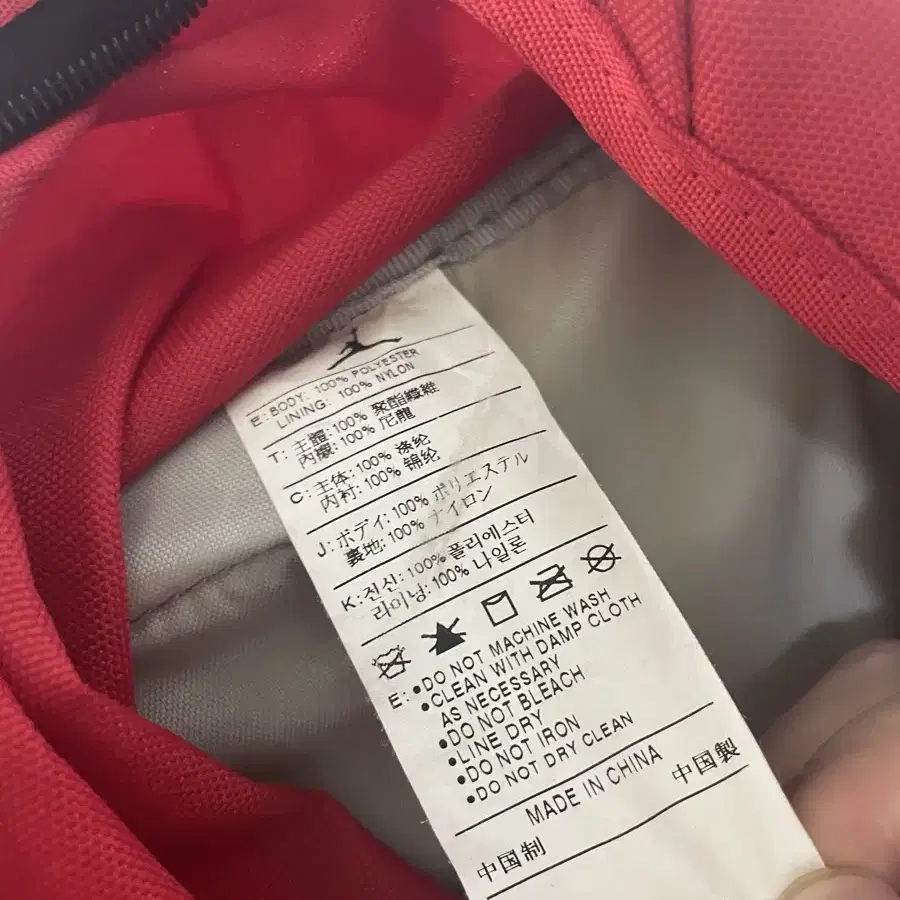 E: BODY: 100% POLYESTER
LINING: 100% NYLON
T: 主體:100% 聚酯纖維
內襯:100% 尼龍
C: 主体:100% 涤纶
内衬:100% 锦纶
J: ボディ:100% ポリエステル
裏地:100% ナイロン
K: 전신: 100% 폴리에스터
라이닝: 100% 나일론
E: •DO NOT MACHINE WASH
•CLEAN WITH DAMP CLOTH
AS NECESSARY
•DO NOT BLEACH
•LINE DRY
•DO NOT IRON
•DO NOT DRY CLEAN
MADE IN CHINA 中国製
中国制